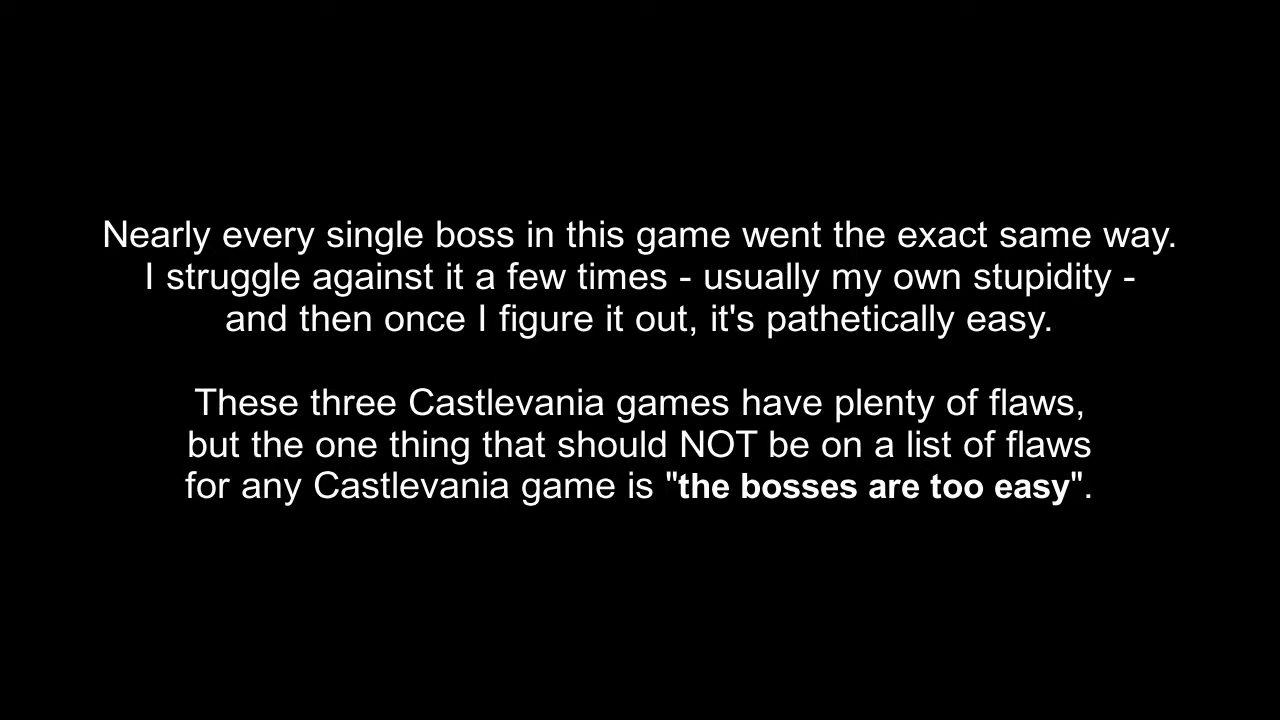 Nearly every single boss in this game went the exact same way.
I struggle against it a few times - usually my own stupidity -
and then once I figure it out, it's pathetically easy.
These three Castlevania games have plenty of flaws,
but the one thing that should NOT be on a list of flaws
for any Castlevania game is "the bosses are too easy".